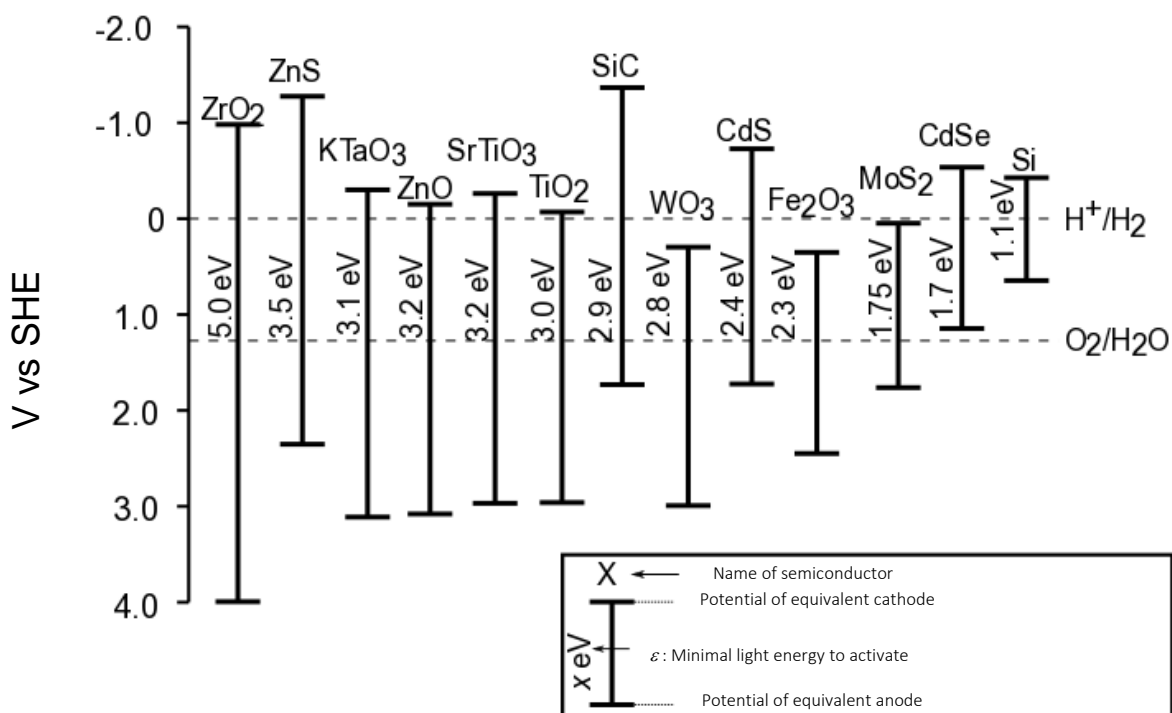 V vs SHE
-2.0
-1.0
0
1.0
2.0
3.0
4.0
ZrO2
5.0 eV
ZnS
3.5 eV
KTaO3
3.1 eV
ZnO
3.2 eV
SrTiO3
3.2 eV
TiO2
3.0 eV
SiC
2.9 eV
WO3
2.8 eV
CdS
2.4 eV
Fe2O3
2.3 eV
MoS2
1.75 eV
CdSe
1.7 eV
Si
1.1 eV
H+/H2
O2/H2O
X
Name of semiconductor
Potential of equivalent cathode
x eV
ε : Minimal light energy to activate
Potential of equivalent anode